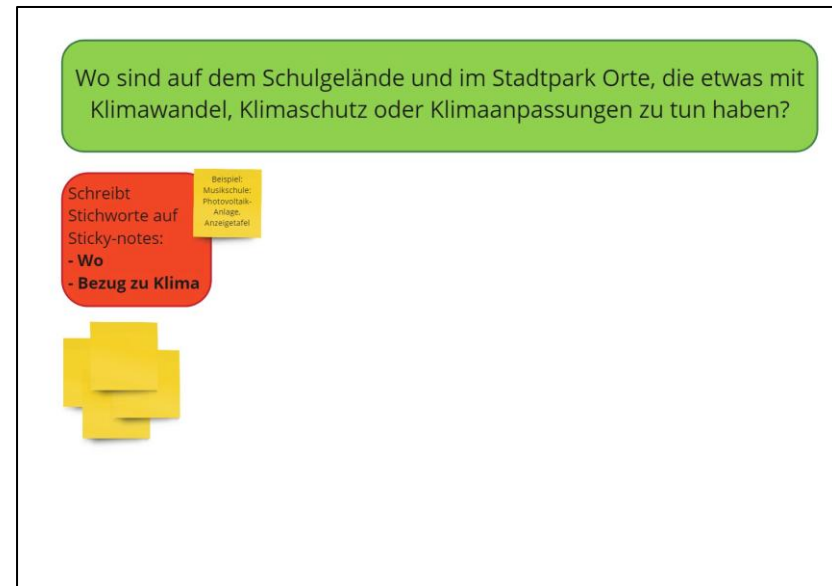 Wo sind auf dem Schulgelände und im Stadtpark Orte, die etwas mit
Klimawandel, Klimaschutz oder Klimaanpassungen zu tun haben?
Schreibt
Stichworte auf
Sticky-notes:
- Wo
- Bezug zu Klima
Beispiel:
Musikschule:
Photovoltaik-
Anlage,
Anzeigetafel